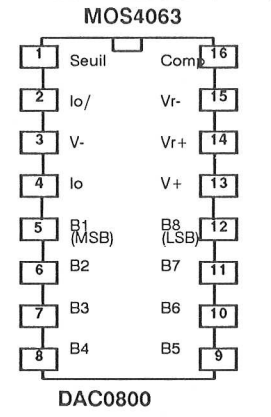 MOS4063
1 Seuil Comp 16
2 Io/ Vr- 15
3 V- Vr+ 14
4 Io V+ 13
5 B1 B8 12
(MSB) (LSB)
6 B2 B7 11
7 B3 B6 10
8 B4 B5 9
DAC0800